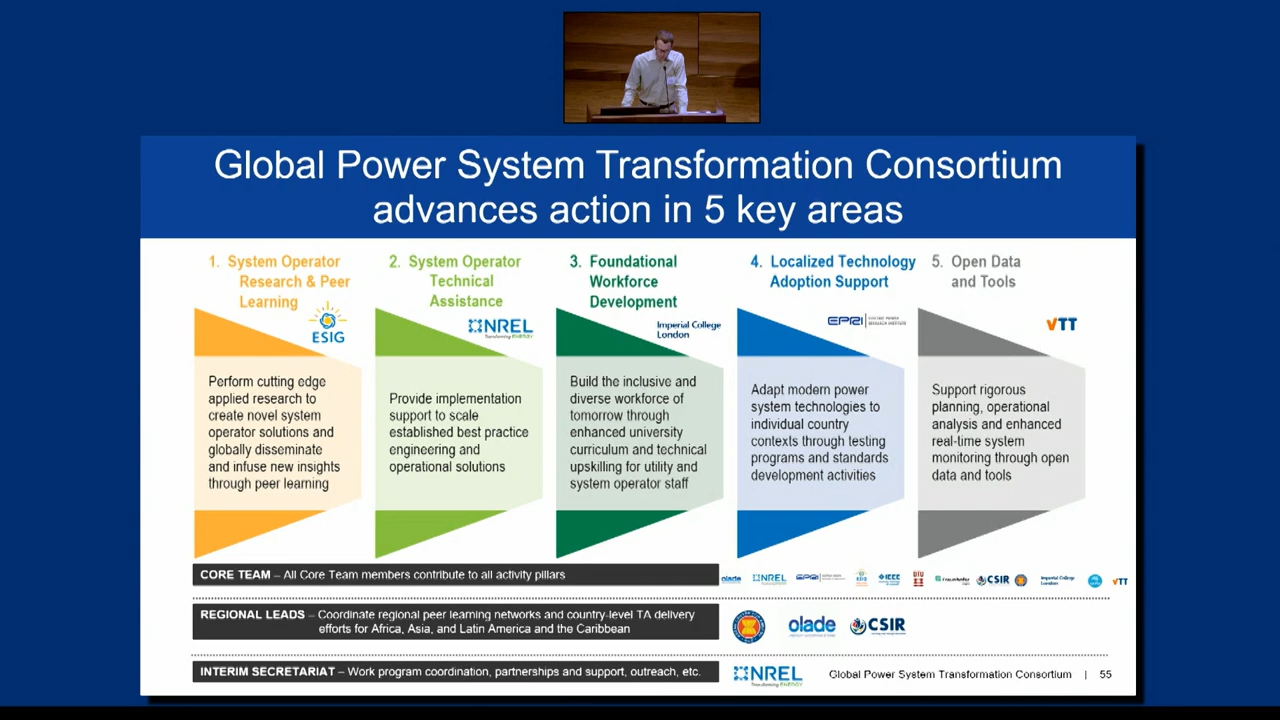 Global Power System Transformation Consortium
advances action in 5 key areas
1. System Operator
Research & Peer
Learning
ESIG
Perform cutting edge
applied research to
create novel system
operator solutions and
globally disseminate
and infuse new insights
through peer learning
2. System Operator
Technical
Assistance
NREL
Transforming ENERGY
Provide implementation
support to scale
established best practice
engineering and
operational solutions
3. Foundational
Workforce
Development
Imperial College
London
Build the inclusive and
diverse workforce of
tomorrow through
enhanced university
curriculum and technical
upskilling for utility and
system operator staff
4. Localized Technology
Adoption Support
EPRI ELECTRIC POWER
RESEARCH INSTITUTE
Adapt modern power
system technologies to
individual country
contexts through testing
programs and standards
development activities
5. Open Data
and Tools
VTT
Support rigorous
planning, operational
analysis and enhanced
real-time system
monitoring through open
data and tools
CORE TEAM – All Core Team members contribute to all activity pillars
olade NREL EPRI IEEE DTU Fraunhofer CSIR Imperial College London VTT
REGIONAL LEADS – Coordinate regional peer learning networks and country-level TA delivery
efforts for Africa, Asia, and Latin America and the Caribbean
olade CSIR
INTERIM SECRETARIAT – Work program coordination, partnerships and support, outreach, etc.
NREL
Transforming ENERGY
Global Power System Transformation Consortium | 55